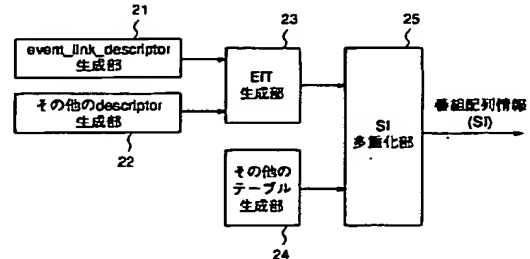 21
event_link_descriptor
生成部
その他のdescriptor
生成部
22
23
EIT
生成部
その他の
テーブル
生成部
24
25
SI
多重化部
番組配列情報
(SI)